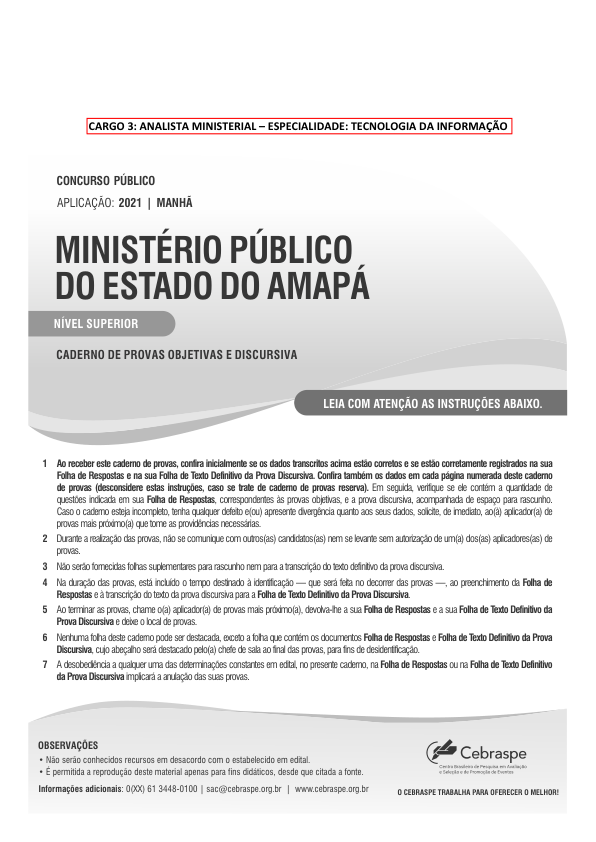 CARGO 3: ANALISTA MINISTERIAL – ESPECIALIDADE: TECNOLOGIA DA INFORMAÇÃO
CONCURSO PÚBLICO
APLICAÇÃO: 2021 | MANHÃ
MINISTÉRIO PÚBLICO
DO ESTADO DO AMAPÁ
NÍVEL SUPERIOR
CADERNO DE PROVAS OBJETIVAS E DISCURSIVA
LEIA COM ATENÇÃO AS INSTRUÇÕES ABAIXO.
1 Ao receber este caderno de provas, confira inicialmente se os dados transcritos acima estão corretos e se estão corretamente registrados na sua
Folha de Respostas e na sua Folha de Texto Definitivo da Prova Discursiva. Confira também os dados em cada página numerada deste caderno
de provas (desconsidere estas instruções, caso se trate de caderno de provas reserva). Em seguida, verifique se ele contém a quantidade de
questões indicada em sua Folha de Respostas, correspondentes às provas objetivas, e a prova discursiva, acompanhada de espaço para rascunho.
Caso o caderno esteja incompleto, tenha qualquer defeito e(ou) apresente divergência quanto aos seus dados, solicite, de imediato, ao(à) aplicador(a) de
provas mais próximo(a) que tome as providências necessárias.
2 Durante a realização das provas, não se comunique com outros(as) candidatos(as) nem se levante sem autorização de um(a) dos(as) aplicadores(as) de
provas.
3 Não serão fornecidas folhas suplementares para rascunho nem para a transcrição do texto definitivo da prova discursiva.
4 Na duração das provas, está incluído o tempo destinado à identificação — que será feita no decorrer das provas —, ao preenchimento da Folha de
Respostas e à transcrição do texto da prova discursiva para a Folha de Texto Definitivo da Prova Discursiva.
5 Ao terminar as provas, chame o(a) aplicador(a) de provas mais próximo(a), devolva-lhe a sua Folha de Respostas e a sua Folha de Texto Definitivo da
Prova Discursiva e deixe o local de provas.
6 Nenhuma folha deste caderno pode ser destacada, exceto a folha que contém os documentos Folha de Respostas e Folha de Texto Definitivo da Prova
Discursiva, cujo abeçalho será destacado pelo(a) chefe de sala ao final das provas, para fins de desidentificação.
7 A desobediência a qualquer uma das determinações constantes em edital, no presente caderno, na Folha de Respostas ou na Folha de Texto Definitivo
da Prova Discursiva implicará a anulação das suas provas.
OBSERVAÇÕES
• Não serão conhecidos recursos em desacordo com o estabelecido em edital.
• É permitida a reprodução deste material apenas para fins didáticos, desde que citada a fonte.
Informações adicionais: 0(XX) 61 3448-0100 | sac@cebraspe.org.br | www.cebraspe.org.br
Cebraspe
Centro Brasileiro de Pesquisa em Avaliação
e Seleção e de Promoção de Eventos
O CEBRASPE TRABALHA PARA OFERECER O MELHOR!